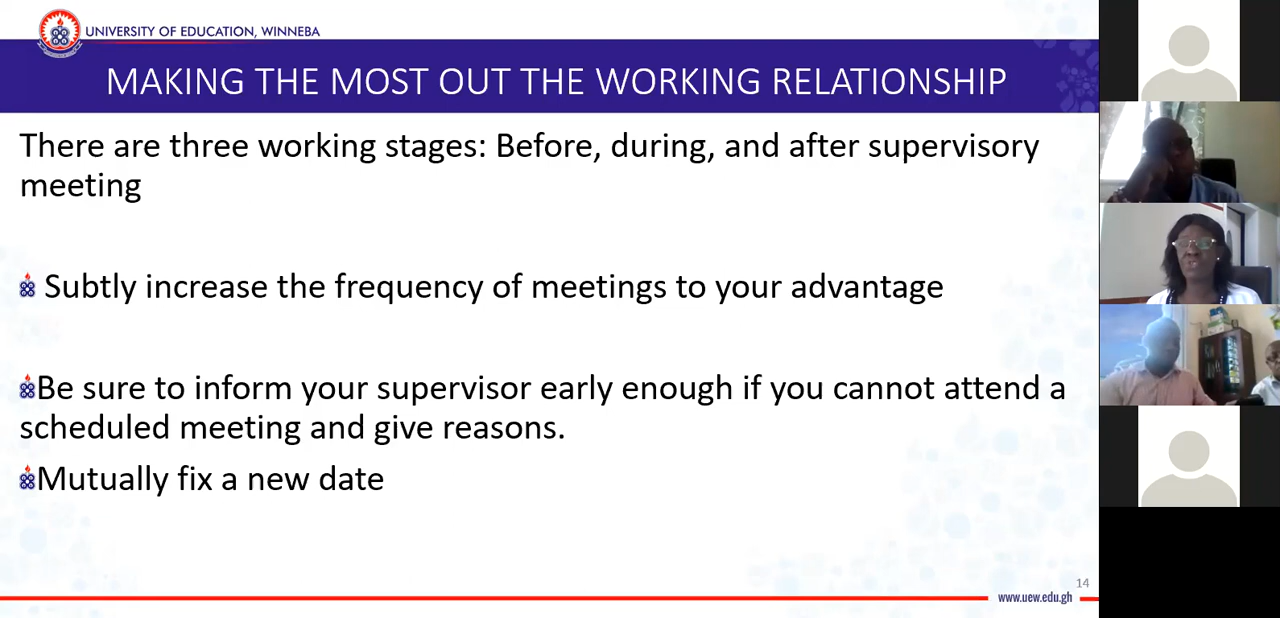 UNIVERSITY OF EDUCATION, WINNEBA
MAKING THE MOST OUT THE WORKING RELATIONSHIP
There are three working stages: Before, during, and after supervisory
meeting
Subtly increase the frequency of meetings to your advantage
Be sure to inform your supervisor early enough if you cannot attend a
scheduled meeting and give reasons.
Mutually fix a new date
14
www.uew.edu.gh